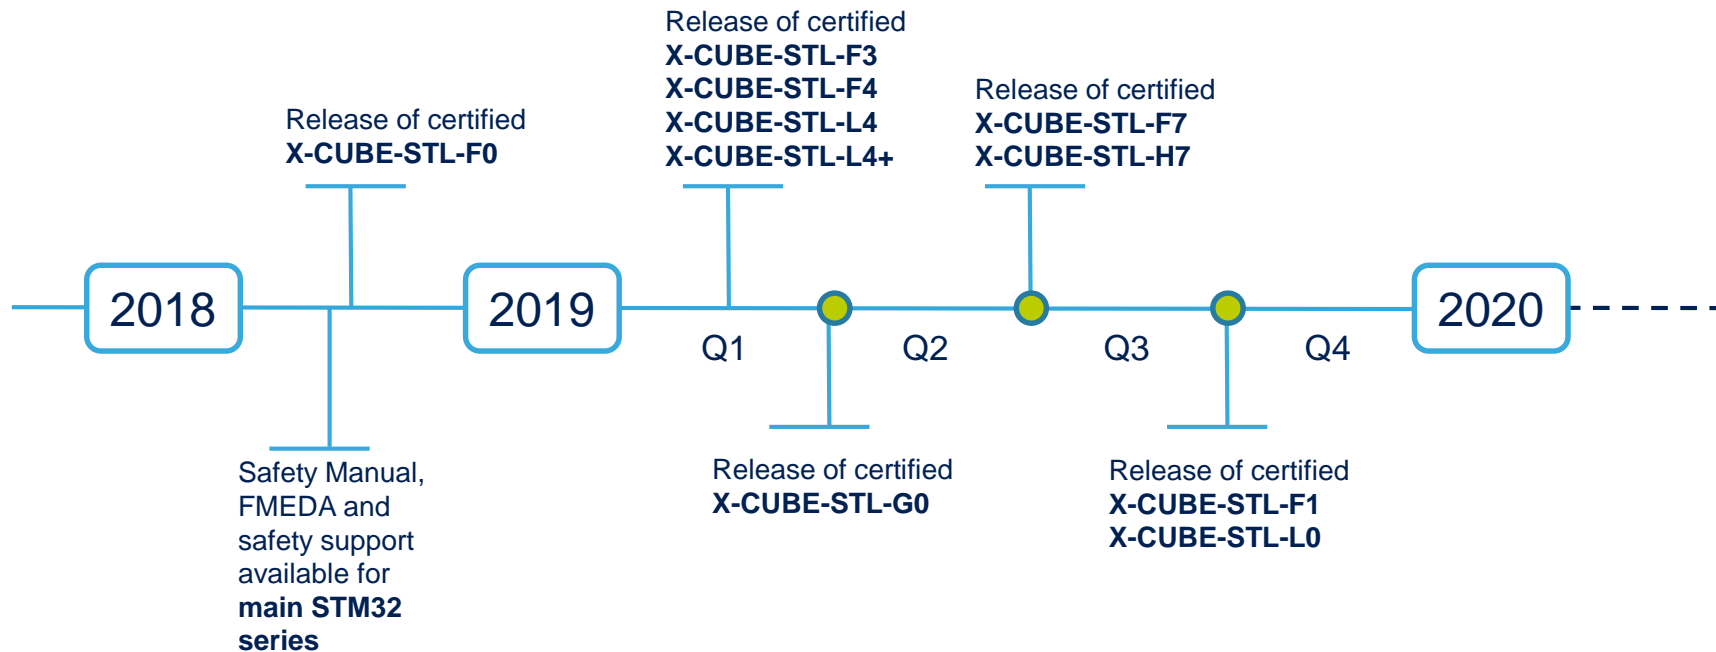 Release of certified
X-CUBE-STL-F3
X-CUBE-STL-F4
X-CUBE-STL-L4
X-CUBE-STL-L4+
Release of certified
X-CUBE-STL-F7
X-CUBE-STL-H7
Release of certified
X-CUBE-STL-F0
2018
2019
2020
Q1
Q2
Q3
Q4
Safety Manual,
FMEDA and
safety support
available for
main STM32
series
Release of certified
X-CUBE-STL-G0
Release of certified
X-CUBE-STL-F1
X-CUBE-STL-L0